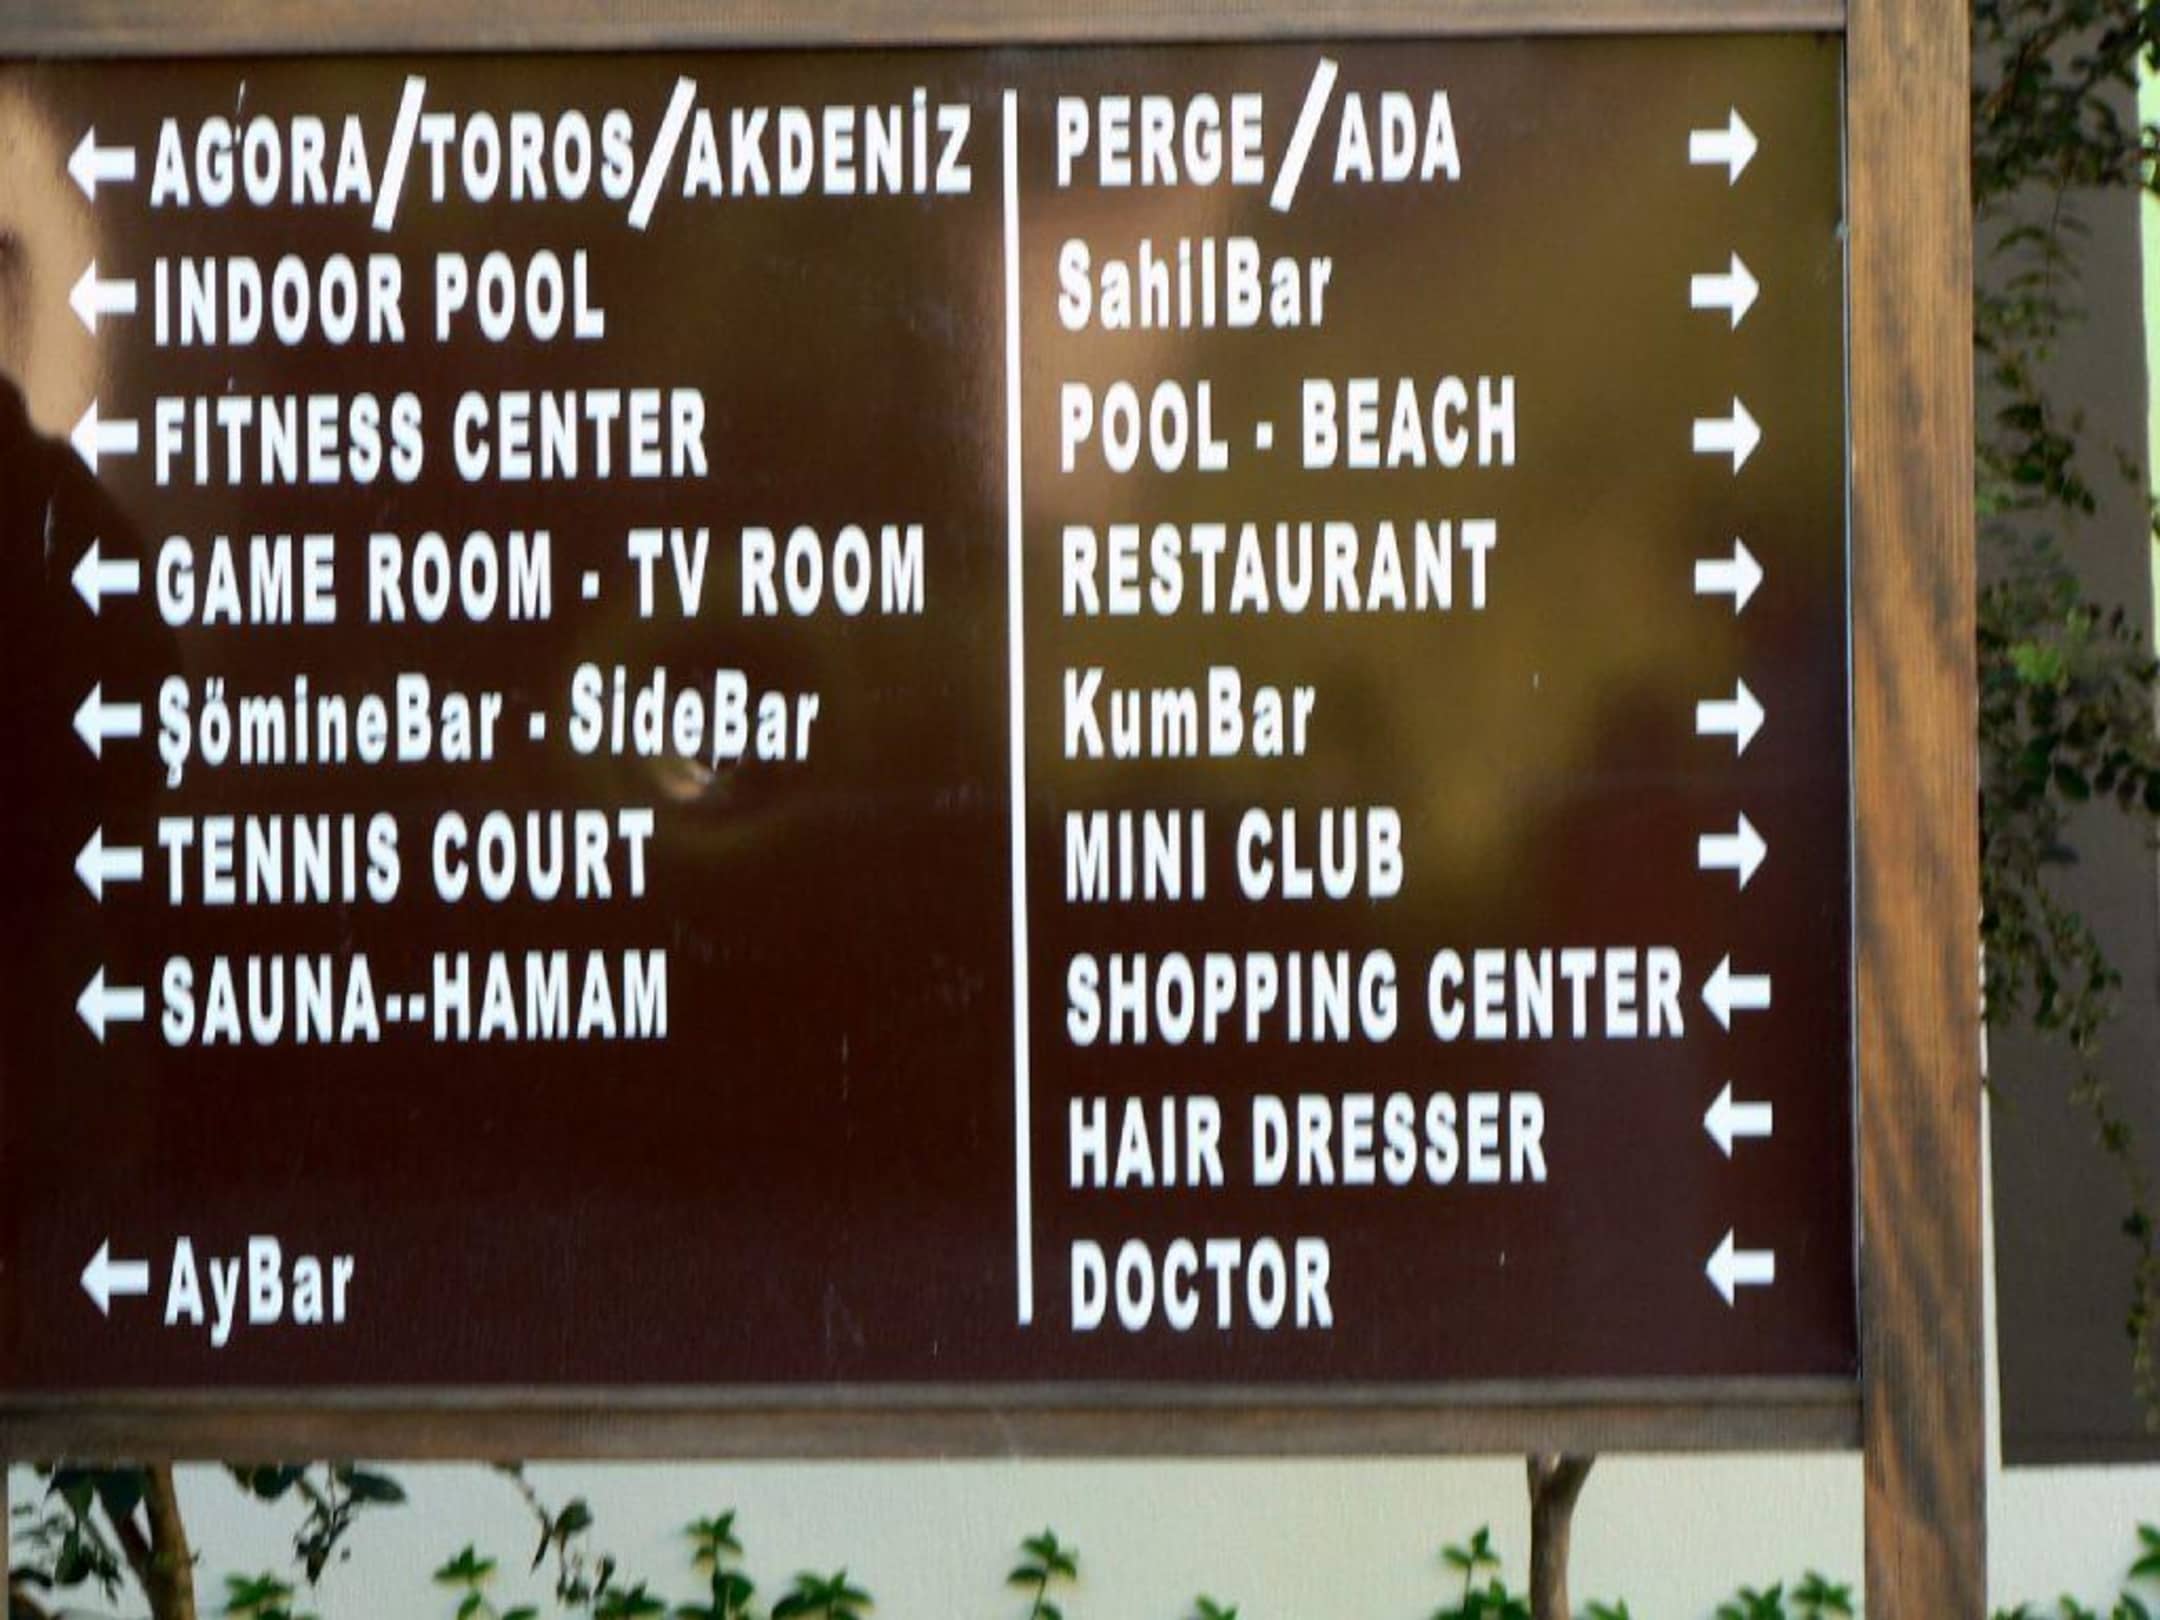 AGORA/TOROS/AKDENİZ
INDOOR POOL
FITNESS CENTER
GAME ROOM - TV ROOM
ŞömineBar - SideBar
TENNIS COURT
SAUNA--HAMAM
AyBar
PERGE/ADA
SahilBar
POOL - BEACH
RESTAURANT
KumBar
MINI CLUB
SHOPPING CENTER
HAIR DRESSER
DOCTOR